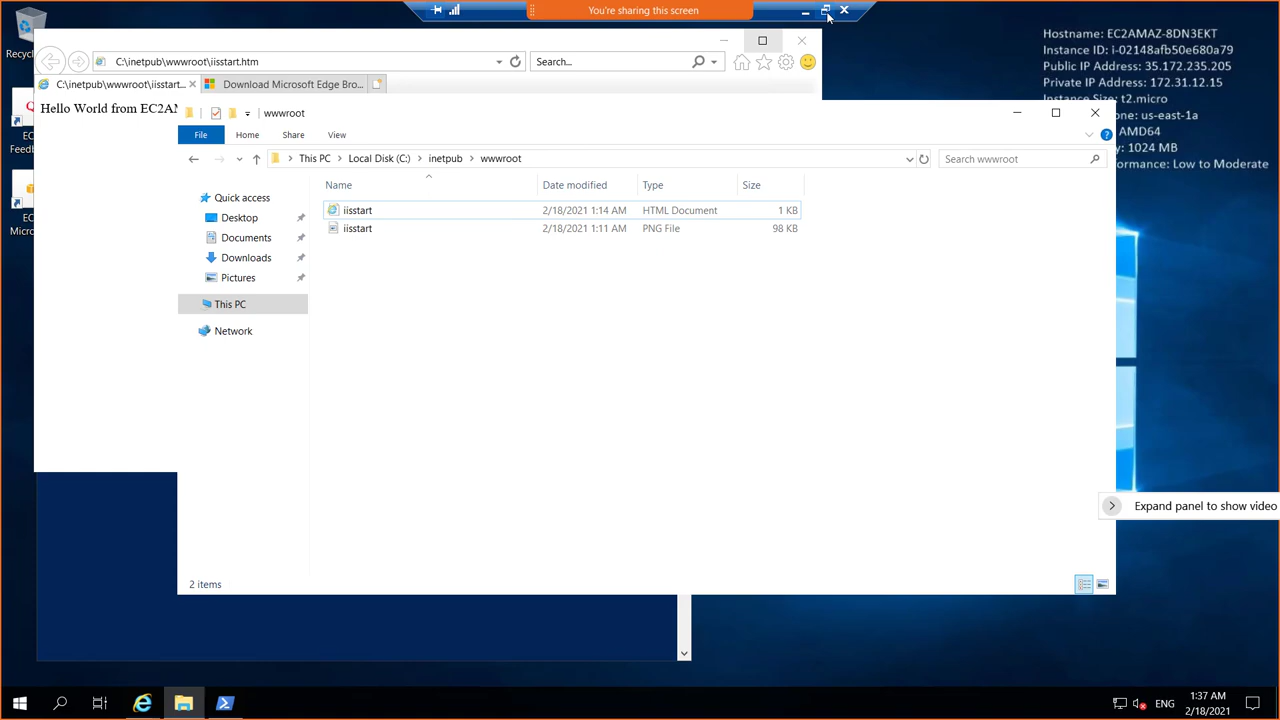 You're sharing this screen
Recyc
C:\inetpub\wwwroot\iisstart.htm
Search...
C:\inetpub\wwwroot\iisstart...
Download Microsoft Edge Bro...
Hello World from EC2AM
EC
Feedb
EC
Micro
Hostname: EC2AMAZ-8DN3EKT
Instance ID: i-02148afb50e680a79
Public IP Address: 35.172.235.205
Private IP Address: 172.31.12.15
Instance Size: t2.micro
one: us-east-1a
AMD64
y: 1024 MB
ormance: Low to Moderate
wwwroot
File
Home
Share
View
This PC
Local Disk (C:)
inetpub
wwwroot
Search wwwroot
Name
Date modified
Type
Size
iisstart
2/18/2021 1:14 AM
HTML Document
1 KB
iisstart
2/18/2021 1:11 AM
PNG File
98 KB
Quick access
Desktop
Documents
Downloads
Pictures
This PC
Network
2 items
Expand panel to show video
ENG
1:37 AM
2/18/2021